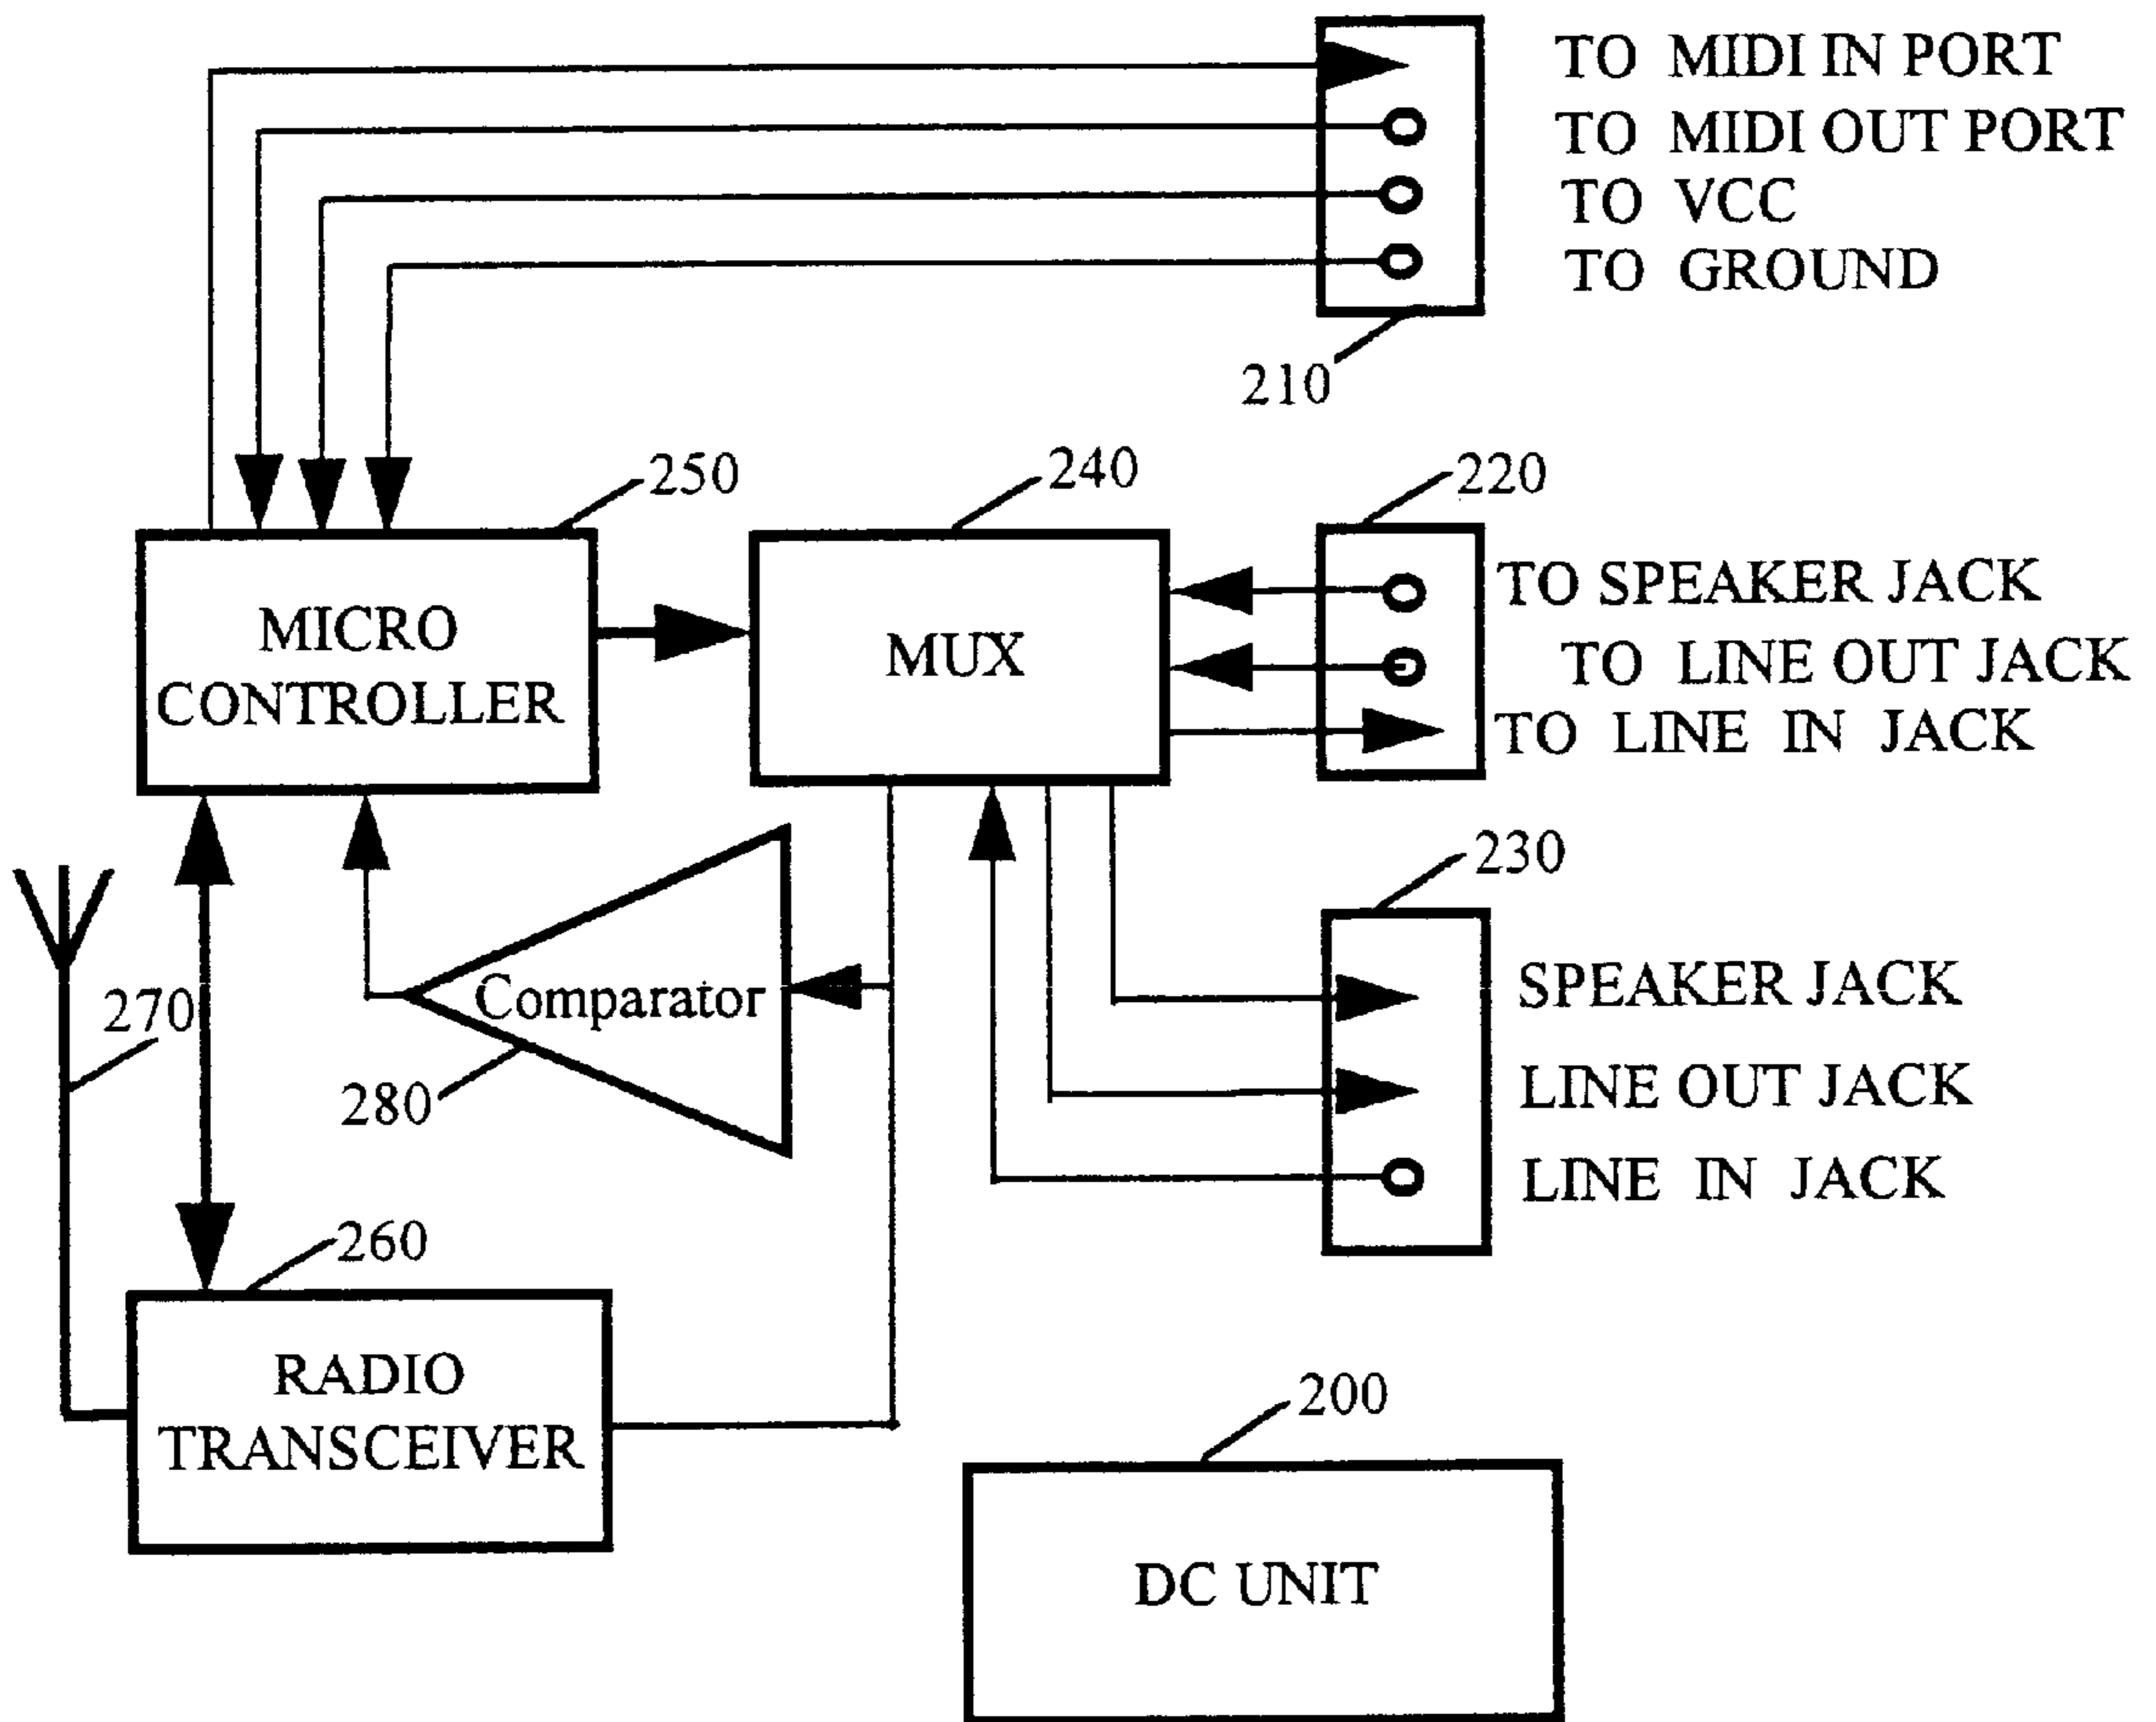 TO MIDI IN PORT
TO MIDI OUT PORT
TO VCC
TO GROUND
210
250
240
220
MICRO
CONTROLLER
MUX
TO SPEAKER JACK
TO LINE OUT JACK
TO LINE IN JACK
230
270
Comparator
280
SPEAKER JACK
LINE OUT JACK
LINE IN JACK
260
RADIO
TRANSCEIVER
200
DC UNIT